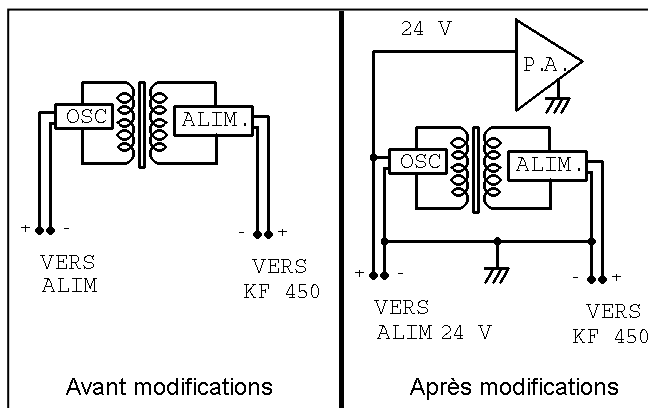 OSC
ALIM.
+ -
- +
VERS
ALIM
VERS
KF 450
Avant modifications
24 V
P.A.
OSC
ALIM.
+ -
- +
VERS
ALIM 24 V
VERS
KF 450
Après modifications